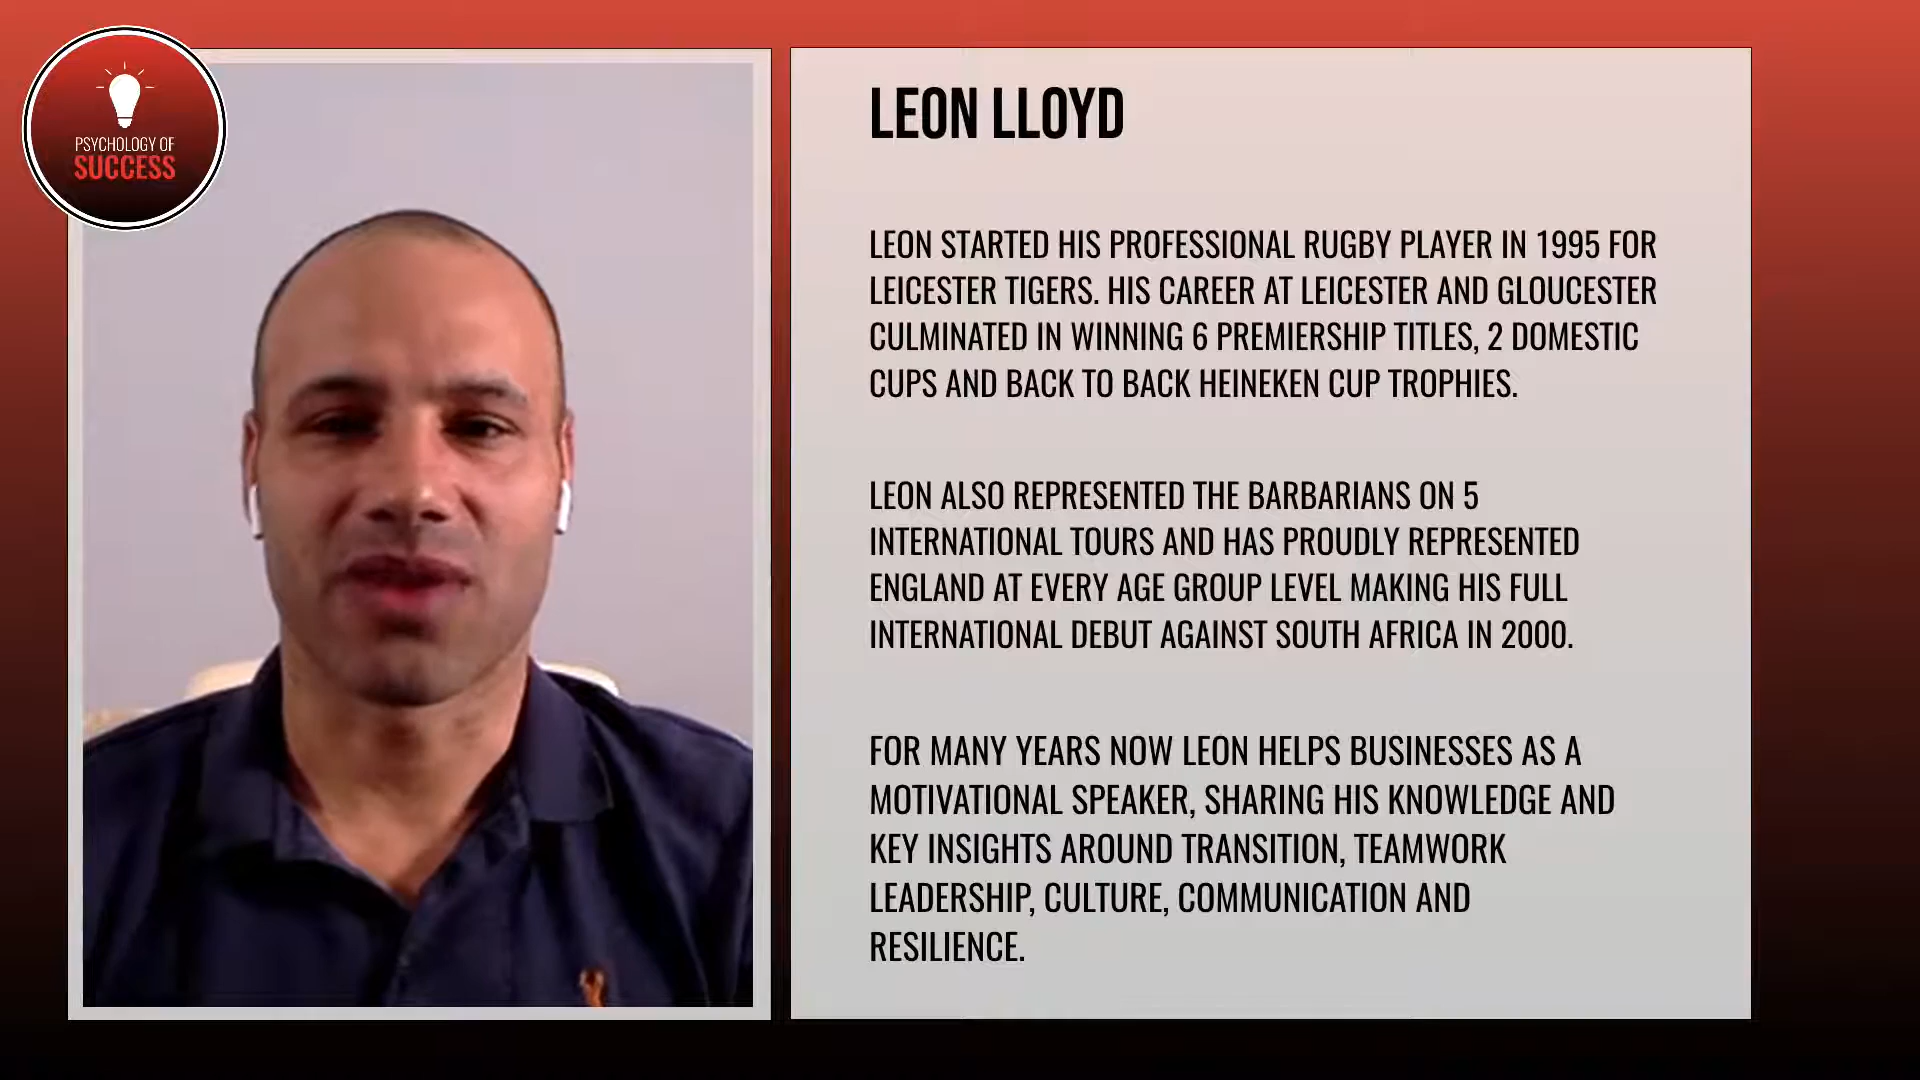 PSYCHOLOGY OF
SUCCESS
LEON LLOYD
LEON STARTED HIS PROFESSIONAL RUGBY PLAYER IN 1995 FOR
LEICESTER TIGERS. HIS CAREER AT LEICESTER AND GLOUCESTER
CULMINATED IN WINNING 6 PREMIERSHIP TITLES, 2 DOMESTIC
CUPS AND BACK TO BACK HEINEKEN CUP TROPHIES.
LEON ALSO REPRESENTED THE BARBARIANS ON 5
INTERNATIONAL TOURS AND HAS PROUDLY REPRESENTED
ENGLAND AT EVERY AGE GROUP LEVEL MAKING HIS FULL
INTERNATIONAL DEBUT AGAINST SOUTH AFRICA IN 2000.
FOR MANY YEARS NOW LEON HELPS BUSINESSES AS A
MOTIVATIONAL SPEAKER, SHARING HIS KNOWLEDGE AND
KEY INSIGHTS AROUND TRANSITION, TEAMWORK
LEADERSHIP, CULTURE, COMMUNICATION AND
RESILIENCE.